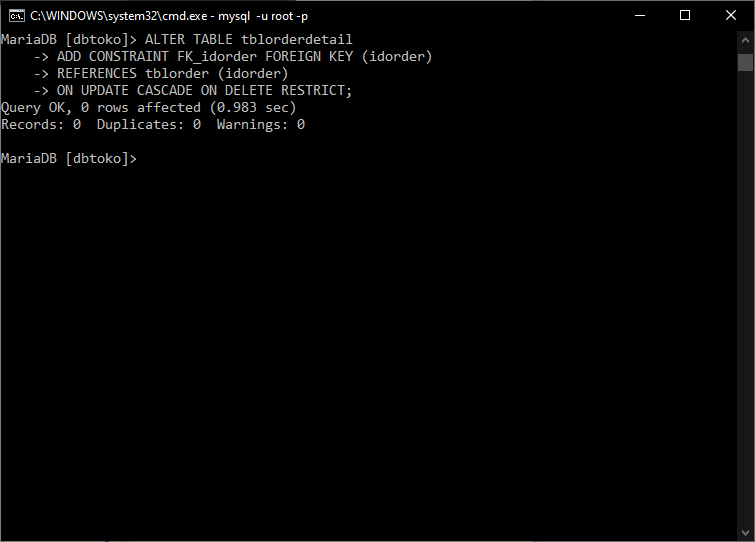 C:\WINDOWS\system32\cmd.exe - mysql  -u root -p
MariaDB [dbtoko]> ALTER TABLE tblorderdetail
    -> ADD CONSTRAINT FK_idorder FOREIGN KEY (idorder)
    -> REFERENCES tblorder (idorder)
    -> ON UPDATE CASCADE ON DELETE RESTRICT;
Query OK, 0 rows affected (0.983 sec)
Records: 0  Duplicates: 0  Warnings: 0
MariaDB [dbtoko]>